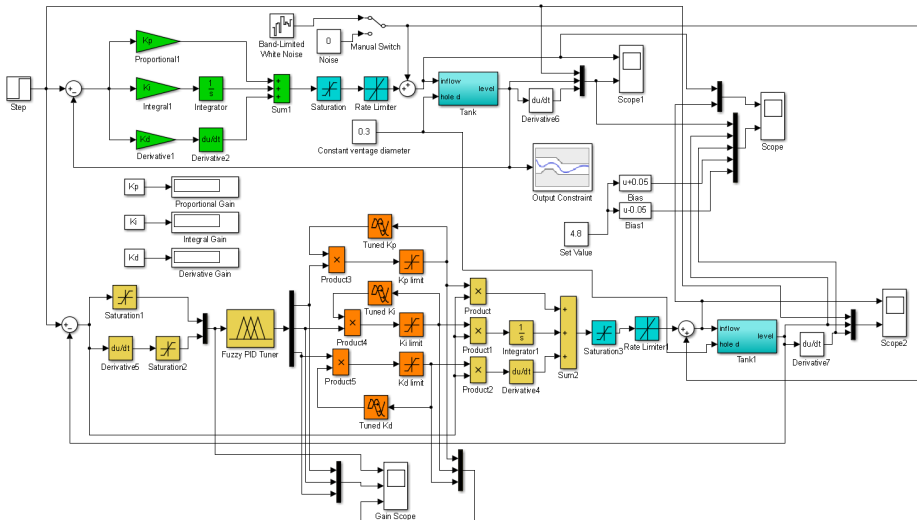 Band-Limited
White Noise
0
Noise
Manual Switch
Step
Kp
Proportional1
Ki
Integral1
1
s
Integrator
Kd
Derivative1
du/dt
Derivative2
Sum1
Saturation
Rate Limiter
inflow
hole d
level
Tank
du/dt
Derivative6
Scope1
Scope
0.3
Constant ventage diameter
Output Constraint
u+0.05
Bias
u-0.05
Bias1
4.8
Set Value
Kp
Proportional Gain
Ki
Integral Gain
Kd
Derivative Gain
Saturation1
du/dt
Derivative5
Saturation2
Fuzzy PID Tuner
Tuned Kp
Product3
Kp limit
Tuned Ki
Product4
Ki limit
Product5
Kd limit
Tuned Kd
Product
Product1
Product2
1
s
Integrator1
du/dt
Derivative4
Sum2
Saturation3
Rate Limiter1
inflow
hole d
level
Tank1
du/dt
Derivative7
Scope2
Gain Scope